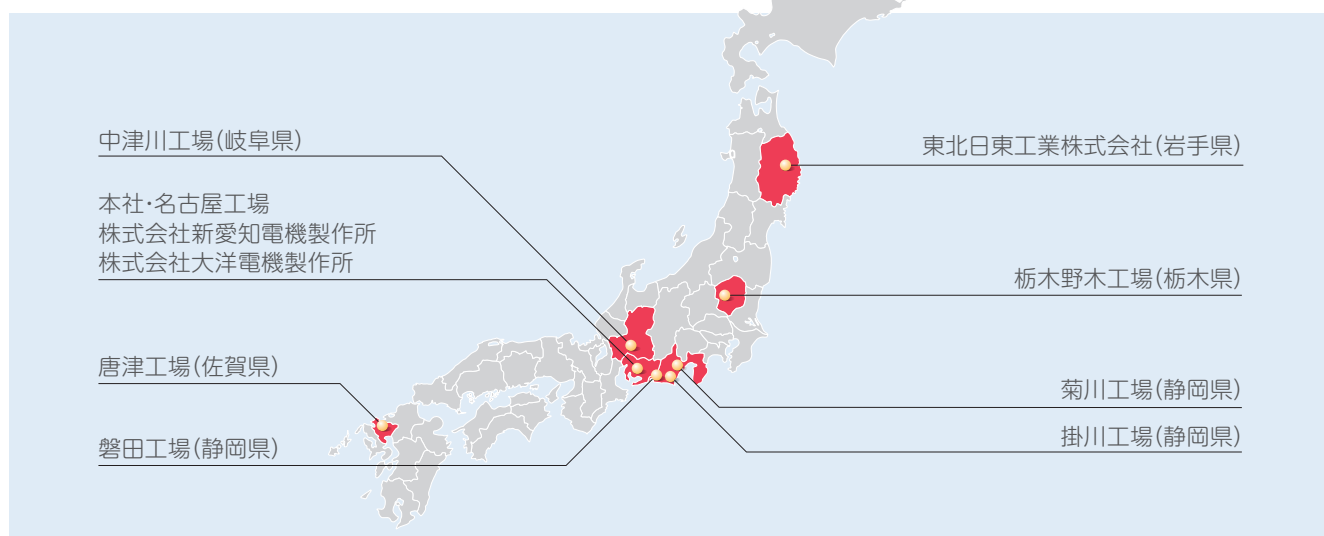 中津川工場(岐阜県)
本社・名古屋工場
株式会社新愛知電機製作所
株式会社大洋電機製作所
唐津工場(佐賀県)
磐田工場(静岡県)
東北日東工業株式会社(岩手県)
栃木野木工場(栃木県)
菊川工場(静岡県)
掛川工場(静岡県)